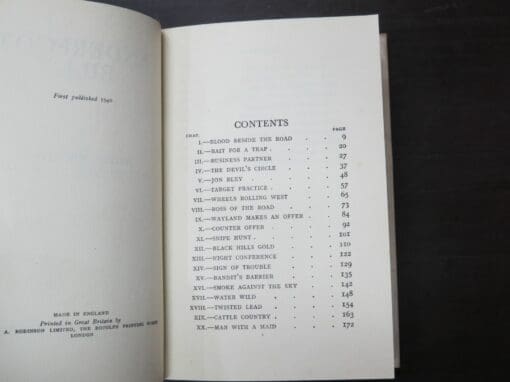 First published 1940
MADE IN ENGLAND
Printed in Great Britain by
A. ROBINSON LIMITED, THE BODULPH PRINTING WORKS
LONDON
CONTENTS
CHAP. PAGE
I.—BLOOD BESIDE THE ROAD . . 9
II.—BAIT FOR A TRAP . . . 20
III.—BUSINESS PARTNER . . . 27
IV.—THE DEVIL'S CIRCLE . . . 37
V.—JON BLEY . . . . 48
VI.—TARGET PRACTICE . . . 57
VII.—WHEELS ROLLING WEST . . 65
VIII.—BOSS OF THE ROAD . . . 73
IX.—WAYLAND MAKES AN OFFER . . 84
X.—COUNTER OFFER . . . 92
XI.—SNIPE HUNT . . . . 101
XII.—BLACK HILLS GOLD . . . 110
XIII.—NIGHT CONFERENCE . . . 122
XIV.—SIGN OF TROUBLE . . . 129
XV.—BANDIT'S BARRIER . . . 135
XVI.—SMOKE AGAINST THE SKY . . 142
XVII.—WATER WILD . . . 148
XVIII.—TWISTED LEAD . . . 154
XIX.—CATTLE COUNTRY . . . 163
XX.—MAN WITH A MAID . . . 172